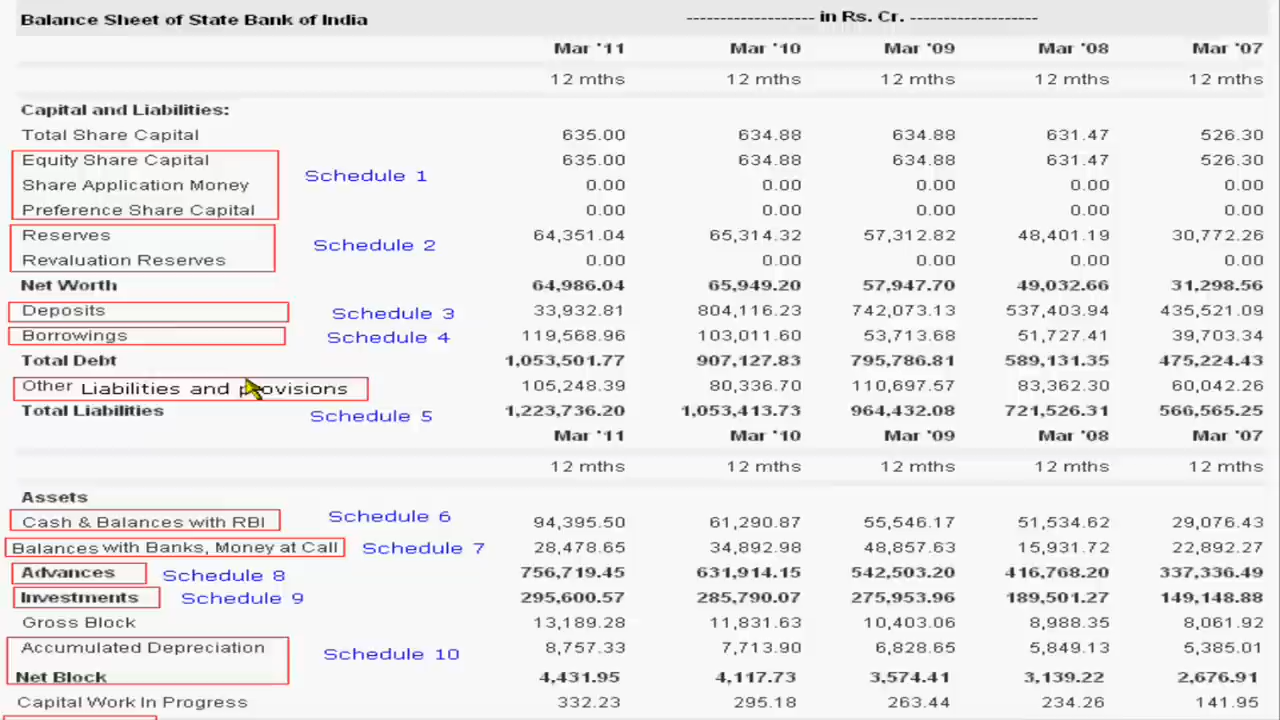 Balance Sheet of State Bank of India ------------------- in Rs. Cr. -------------------
Mar '11 Mar '10 Mar '09 Mar '08 Mar '07
12 mths 12 mths 12 mths 12 mths 12 mths
Capital and Liabilities:
Total Share Capital 635.00 634.88 634.88 631.47 526.30
Equity Share Capital 635.00 634.88 634.88 631.47 526.30
Schedule 1
Share Application Money 0.00 0.00 0.00 0.00 0.00
Preference Share Capital 0.00 0.00 0.00 0.00 0.00
Reserves 64,351.04 65,314.32 57,312.82 48,401.19 30,772.26
Schedule 2
Revaluation Reserves 0.00 0.00 0.00 0.00 0.00
Net Worth 64,986.04 65,949.20 57,947.70 49,032.66 31,298.56
Deposits Schedule 3 33,932.81 804,116.23 742,073.13 537,403.94 435,521.09
Borrowings Schedule 4 119,568.96 103,011.60 53,713.68 51,727.41 39,703.34
Total Debt 1,053,501.77 907,127.83 795,786.81 589,131.35 475,224.43
Other Liabilities and provisions 105,248.39 80,336.70 110,697.57 83,362.30 60,042.26
Total Liabilities Schedule 5 1,223,736.20 1,053,413.73 964,432.08 721,526.31 566,565.25
Mar '11 Mar '10 Mar '09 Mar '08 Mar '07
12 mths 12 mths 12 mths 12 mths 12 mths
Assets
Cash & Balances with RBI Schedule 6 94,395.50 61,290.87 55,546.17 51,534.62 29,076.43
Balances with Banks, Money at Call Schedule 7 28,478.65 34,892.98 48,857.63 15,931.72 22,892.27
Advances Schedule 8 756,719.45 631,914.15 542,503.20 416,768.20 337,336.49
Investments Schedule 9 295,600.57 285,790.07 275,953.96 189,501.27 149,148.88
Gross Block 13,189.28 11,831.63 10,403.06 8,988.35 8,061.92
Accumulated Depreciation Schedule 10 8,757.33 7,713.90 6,828.65 5,849.13 5,385.01
Net Block 4,431.95 4,117.73 3,574.41 3,139.22 2,676.91
Capital Work In Progress 332.23 295.18 263.44 234.26 141.95